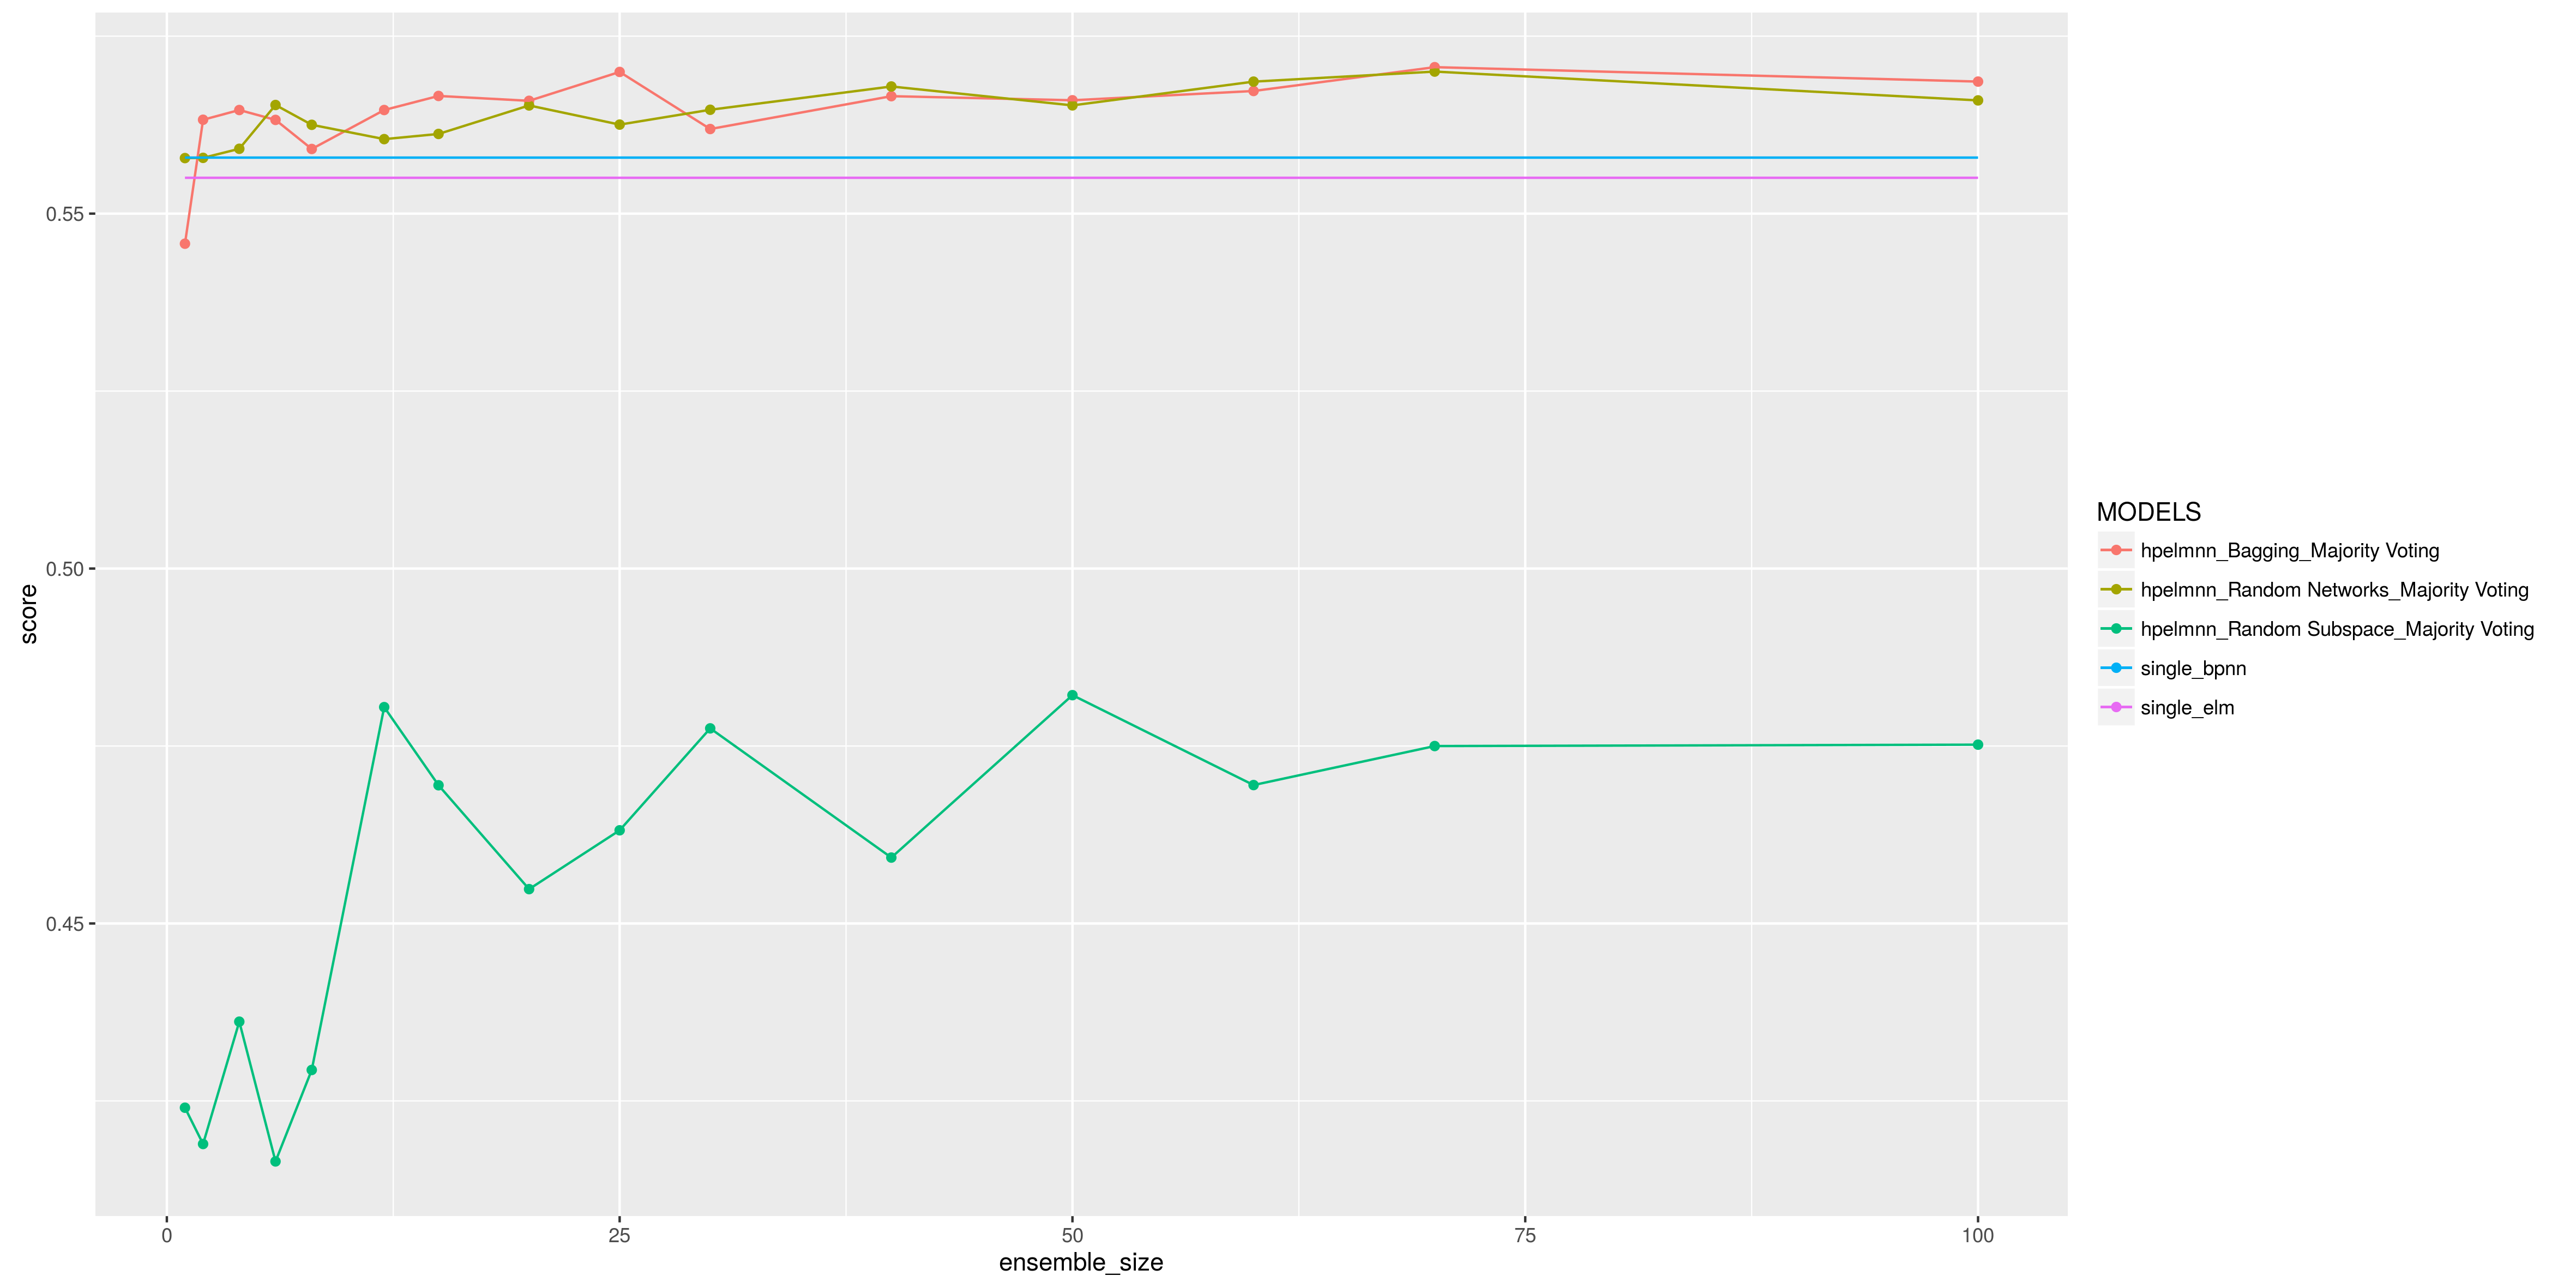 0.55
0.50
0.45
score
0
25
50
75
100
ensemble_size
MODELS
hpelmnn_Bagging_Majority Voting
hpelmnn_Random Networks_Majority Voting
hpelmnn_Random Subspace_Majority Voting
single_bpnn
single_elm